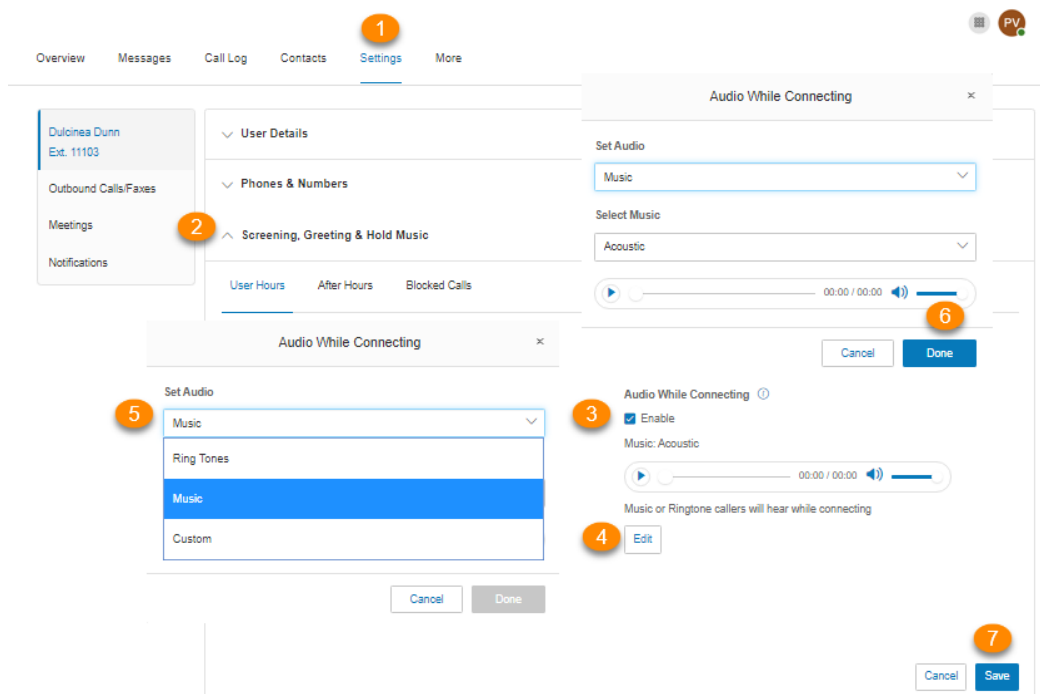 1
PV
Overview Messages Call Log Contacts Settings More
Dulcinea Dunn
Ext. 11103
Outbound Calls/Faxes
Meetings
Notifications
User Details
Phones & Numbers
2
Screening, Greeting & Hold Music
User Hours After Hours Blocked Calls
Audio While Connecting ×
Set Audio
Music
Select Music
Acoustic
00:00 / 00:00
6
Cancel Done
Audio While Connecting ×
Set Audio
5
Music
Ring Tones
Music
Custom
Cancel Done
Audio While Connecting
3
Enable
Music: Acoustic
00:00 / 00:00
Music or Ringtone callers will hear while connecting
4
Edit
7
Cancel Save